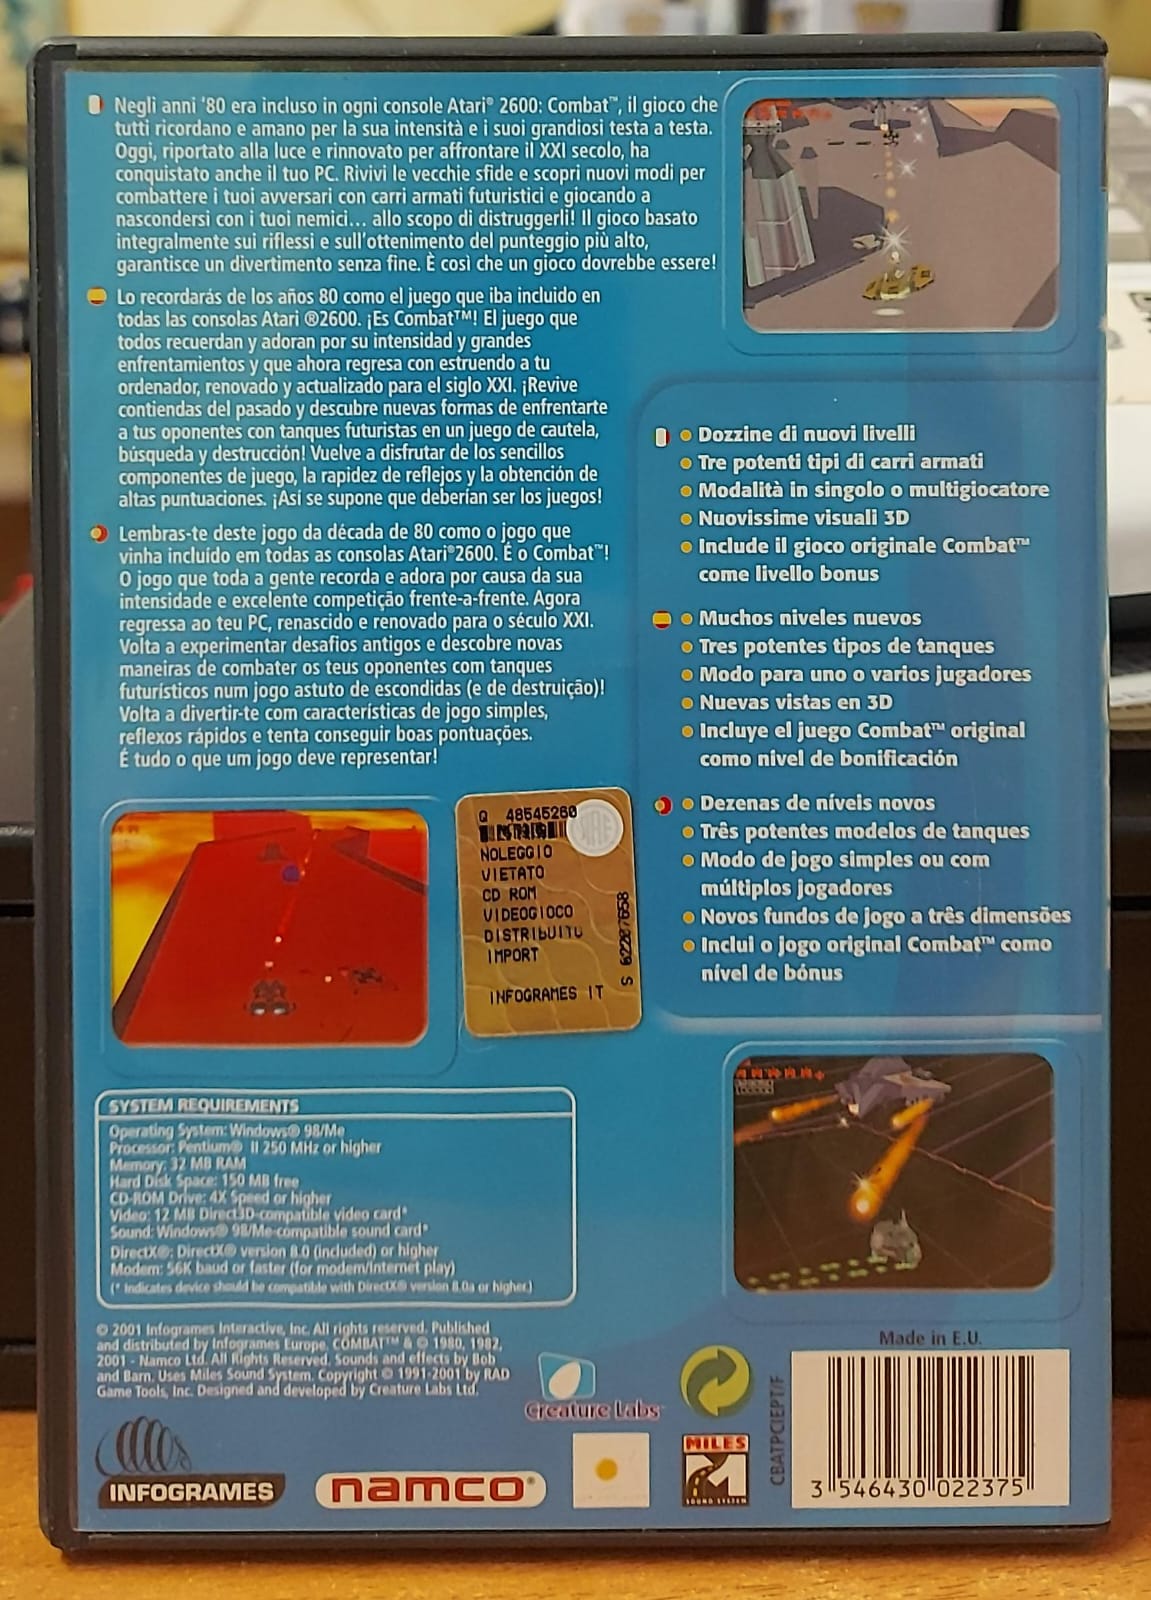 Negli anni '80 era incluso in ogni console Atari® 2600: Combat™, il gioco che
tutti ricordano e amano per la sua intensità e i suoi grandiosi testa a testa.
Oggi, riportato alla luce e rinnovato per affrontare il XXI secolo, ha
conquistato anche il tuo PC. Rivivi le vecchie sfide e scopri nuovi modi per
combattere i tuoi avversari con carri armati futuristici e giocando a
nascondersi con i tuoi nemici... allo scopo di distruggerli! Il gioco basato
integralmente sui riflessi e sull'ottenimento del punteggio più alto,
garantisce un divertimento senza fine. È così che un gioco dovrebbe essere!
Lo recordarás de los años 80 como el juego que iba incluido en
todas las consolas Atari ®2600. ¡Es Combat™! El juego que
todos recuerdan y adoran por su intensidad y grandes
enfrentamientos y que ahora regresa con estruendo a tu
ordenador, renovado y actualizado para el siglo XXI. ¡Revive
contiendas del pasado y descubre nuevas formas de enfrentarte
a tus oponentes con tanques futuristas en un juego de cautela,
búsqueda y destrucción! Vuelve a disfrutar de los sencillos
componentes de juego, la rapidez de reflejos y la obtención de
altas puntuaciones. ¡Así se supone que deberían ser los juegos!
Lembras-te deste jogo da década de 80 como o jogo que
vinha incluído em todas as consolas Atari®2600. É o Combat™!
O jogo que toda a gente recorda e adora por causa da sua
intensidade e excelente competição frente-a-frente. Agora
regressa ao teu PC, renascido e renovado para o século XXI.
Volta a experimentar desafios antigos e descobre novas
maneiras de combater os teus oponentes com tanques
futurísticos num jogo astuto de escondidas (e de destruição)!
Volta a divertir-te com características de jogo simples,
reflexos rápidos e tenta conseguir boas pontuações.
É tudo o que um jogo deve representar!
Dozzine di nuovi livelli
Tre potenti tipi di carri armati
Modalità in singolo o multigiocatore
Nuovissime visuali 3D
Include il gioco originale Combat™
come livello bonus
Muchos niveles nuevos
Tres potentes tipos de tanques
Modo para uno o varios jugadores
Nuevas vistas en 3D
Incluye el juego Combat™ original
como nivel de bonificación
Dezenas de níveis novos
Três potentes modelos de tanques
Modo de jogo simples ou com
múltiplos jogadores
Novos fundos de jogo a três dimensões
Inclui o jogo original Combat™ como
nível de bónus
Q 48545260
NOLEGGIO
VIETATO
CD ROM
VIDEOGIOCO
DISTRIBUITO
IMPORT
INFOGRAMES IT
SYSTEM REQUIREMENTS
Operating System: Windows® 98/Me
Processor: Pentium® II 250 MHz or higher
Memory: 32 MB RAM
Hard Disk Space: 150 MB free
CD-ROM Drive: 4X Speed or higher
Video: 12 MB Direct3D-compatible video card*
Sound: Windows® 98/Me-compatible sound card*
DirectX®: DirectX® version 8.0 (included) or higher
Modem: 56K baud or faster (for modem/Internet play)
(* Indicates device should be compatible with DirectX® version 8.0a or higher.)
© 2001 Infogrames Interactive, Inc. All rights reserved. Published
and distributed by Infogrames Europe. COMBAT™ & © 1980, 1982,
2001 - Namco Ltd. All Rights Reserved. Sounds and effects by Bob
and Barn. Uses Miles Sound System. Copyright © 1991-2001 by RAD
Game Tools, Inc. Designed and developed by Creature Labs Ltd.
Creature Labs
INFOGRAMES
namco®
MILES
SOUND SYSTEM
CBATPCIEPT/F
Made in E.U.
3 546430 022375